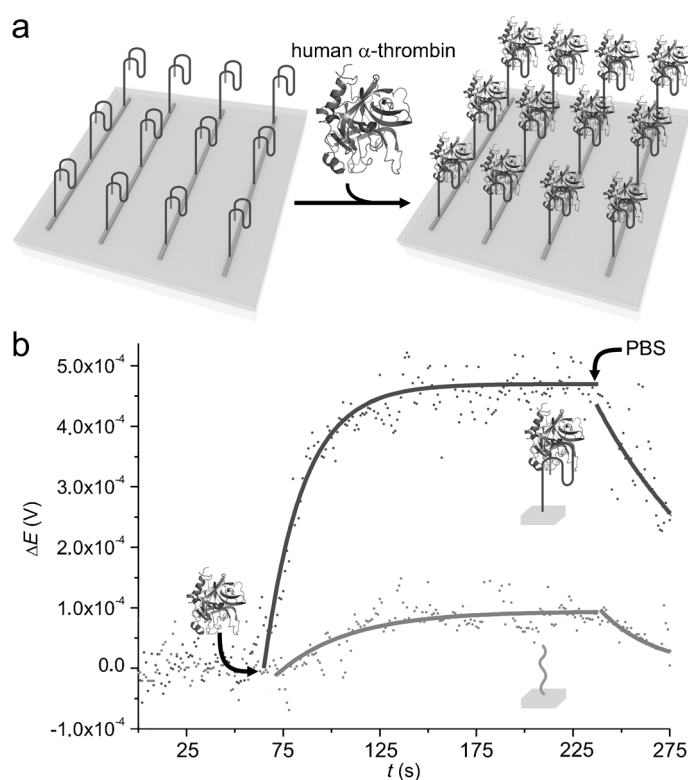 a
human α-thrombin
b
PBS
5.0x10⁻⁴
4.0x10⁻⁴
3.0x10⁻⁴
2.0x10⁻⁴
1.0x10⁻⁴
0.0
-1.0x10⁻⁴
ΔE (V)
25 75 125 175 225 275
t (s)